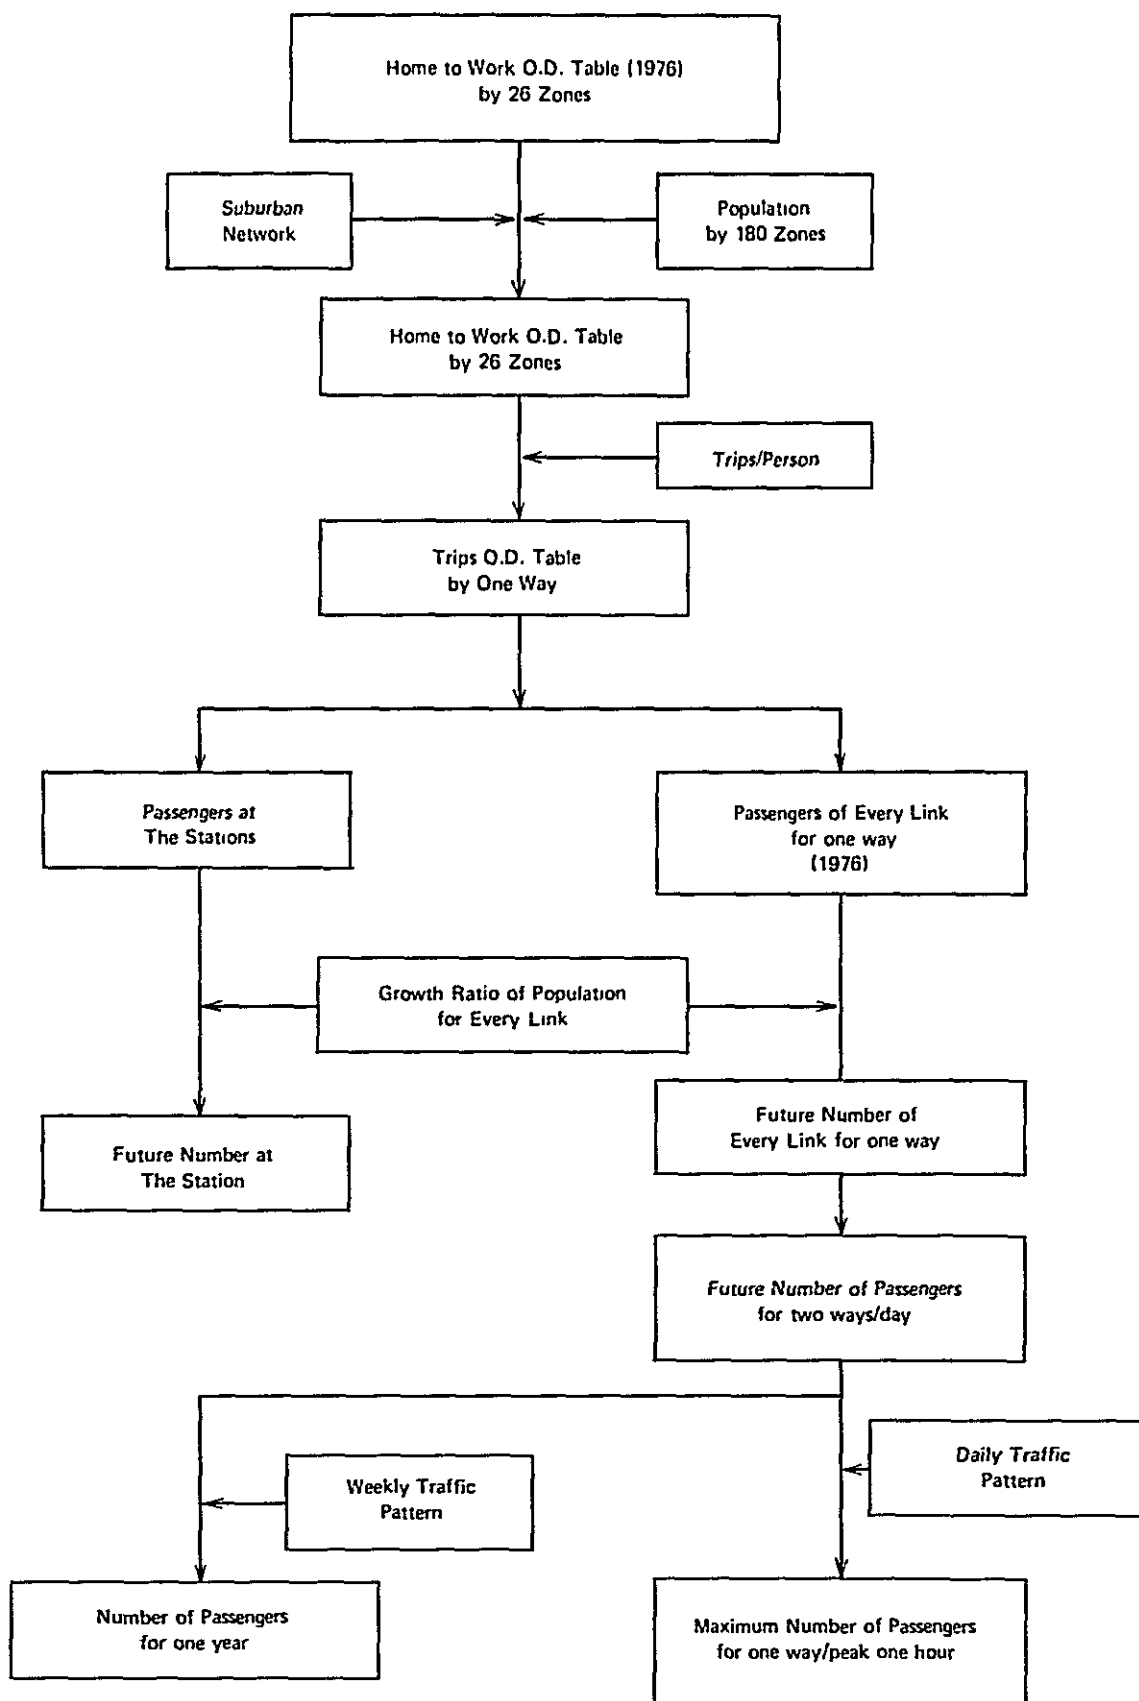 Home to Work O.D. Table (1976)
by 26 Zones
Suburban
Network
Population
by 180 Zones
Home to Work O.D. Table
by 26 Zones
Trips/Person
Trips O.D. Table
by One Way
Passengers at
The Stations
Passengers of Every Link
for one way
(1976)
Growth Ratio of Population
for Every Link
Future Number of
Every Link for one way
Future Number at
The Station
Future Number of Passengers
for two ways/day
Daily Traffic
Pattern
Weekly Traffic
Pattern
Number of Passengers
for one year
Maximum Number of Passengers
for one way/peak one hour